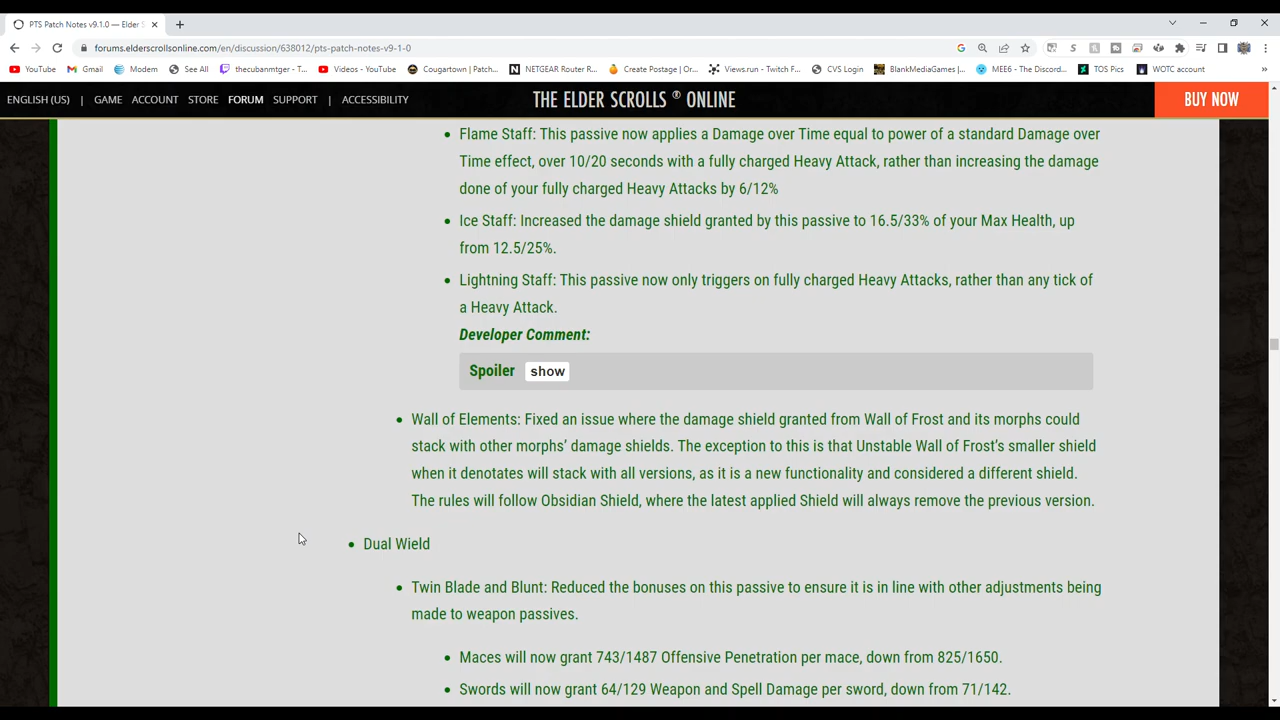 PTS Patch Notes v9.1.0 — Elder S
forums.elderscrollsonline.com/en/discussion/638012/pts-patch-notes-v9-1-0
YouTube Gmail Modem See All thecubanmtger - T... Videos - YouTube Cougartown | Patch... NETGEAR Router R... Create Postage | Or... Views.run - Twitch F... CVS Login BlankMediaGames |... MEE6 - The Discord... TOS Pics WOTC account »
ENGLISH (US) | GAME ACCOUNT STORE FORUM SUPPORT | ACCESSIBILITY THE ELDER SCROLLS ® ONLINE BUY NOW
• Flame Staff: This passive now applies a Damage over Time equal to power of a standard Damage over
Time effect, over 10/20 seconds with a fully charged Heavy Attack, rather than increasing the damage
done of your fully charged Heavy Attacks by 6/12%
• Ice Staff: Increased the damage shield granted by this passive to 16.5/33% of your Max Health, up
from 12.5/25%.
• Lightning Staff: This passive now only triggers on fully charged Heavy Attacks, rather than any tick of
a Heavy Attack.
Developer Comment:
Spoiler show
• Wall of Elements: Fixed an issue where the damage shield granted from Wall of Frost and its morphs could
stack with other morphs’ damage shields. The exception to this is that Unstable Wall of Frost’s smaller shield
when it denotates will stack with all versions, as it is a new functionality and considered a different shield.
The rules will follow Obsidian Shield, where the latest applied Shield will always remove the previous version.
• Dual Wield
• Twin Blade and Blunt: Reduced the bonuses on this passive to ensure it is in line with other adjustments being
made to weapon passives.
• Maces will now grant 743/1487 Offensive Penetration per mace, down from 825/1650.
• Swords will now grant 64/129 Weapon and Spell Damage per sword, down from 71/142.